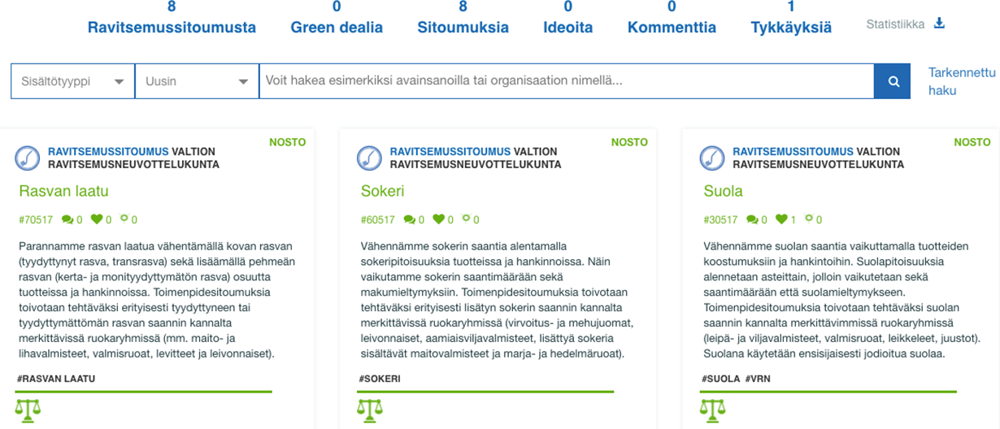 8 0 8 0 0 1
Ravitsemussitoumusta Green dealia Sitoumuksia Ideoita Kommenttia Tykkäyksiä Statistiikka
Sisältötyyppi Uusin Voit hakea esimerkiksi avainsanoilla tai organisaation nimellä...
Tarkennettu
haku
NOSTO
RAVITSEMUSSITOUMUS VALTION
RAVITSEMUSNEUVOTTELUKUNTA
Rasvan laatu
#70517 0 0 0
Parannamme rasvan laatua vähentämällä kovan rasvan
(tyydyttynyt rasva, transrasva) sekä lisäämällä pehmeän
rasvan (kerta- ja monityydyttymätön rasva) osuutta
tuotteissa ja hankinnoissa. Toimenpidesitoumuksia
toivotaan tehtäväksi erityisesti tyydyttyneen tai
tyydyttymättömän rasvan saannin kannalta
merkittävissä ruokaryhmissä (mm. maito- ja
lihavalmisteet, valmisruoat, levitteet ja leivonnaiset).
#RASVAN LAATU
NOSTO
RAVITSEMUSSITOUMUS VALTION
RAVITSEMUSNEUVOTTELUKUNTA
Sokeri
#60517 0 0 0
Vähennämme sokerin saantia alentamalla
sokeripitoisuuksia tuotteissa ja hankinnoissa. Näin
vaikutamme sokerin saantimäärään sekä
makumieltymyksiin. Toimenpidesitoumuksia toivotaan
tehtäväksi erityisesti lisätyn sokerin saannin kannalta
merkittävissä ruokaryhmissä (virvoitus- ja mehujuomat,
leivonnaiset, aamiaisviljavalmisteet, lisättyä sokeria
sisältävät maitovalmisteet ja marja- ja hedelmäruoat).
#SOKERI
NOSTO
RAVITSEMUSSITOUMUS VALTION
RAVITSEMUSNEUVOTTELUKUNTA
Suola
#30517 0 1 0
Vähennämme suolan saantia vaikuttamalla tuotteiden
koostumuksiin ja hankintoihin. Suolapitoisuuksia
alennetaan asteittain, jolloin vaikutetaan sekä
saantimäärään että suolamieltymykseen.
Toimenpidesitoumuksia toivotaan tehtäväksi suolan
saannin kannalta merkittävimmissä ruokaryhmissä
(leipä- ja viljavalmisteet, valmisruoat, leikkeleet, juustot).
Suolana käytetään ensisijaisesti jodioitua suolaa.
#SUOLA #VRN